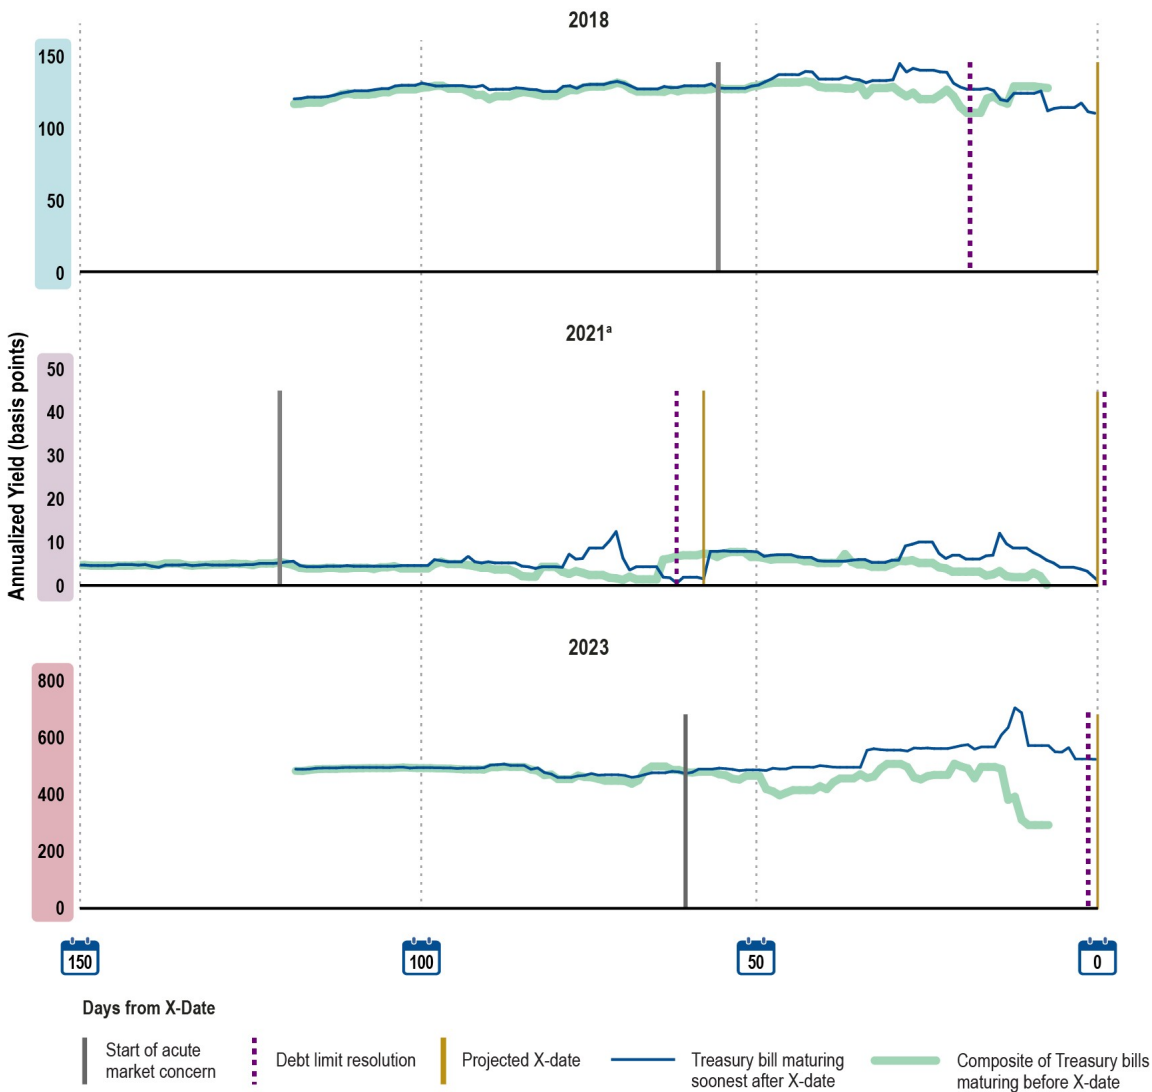 2018
150
100
50
0
2021ª
Annualized Yield (basis points)
50
40
30
20
10
0
2023
800
600
400
200
0
150
100
50
0
Days from X-Date
Start of acute
market concern
Debt limit resolution
Projected X-date
Treasury bill maturing
soonest after X-date
Composite of Treasury bills
maturing before X-date